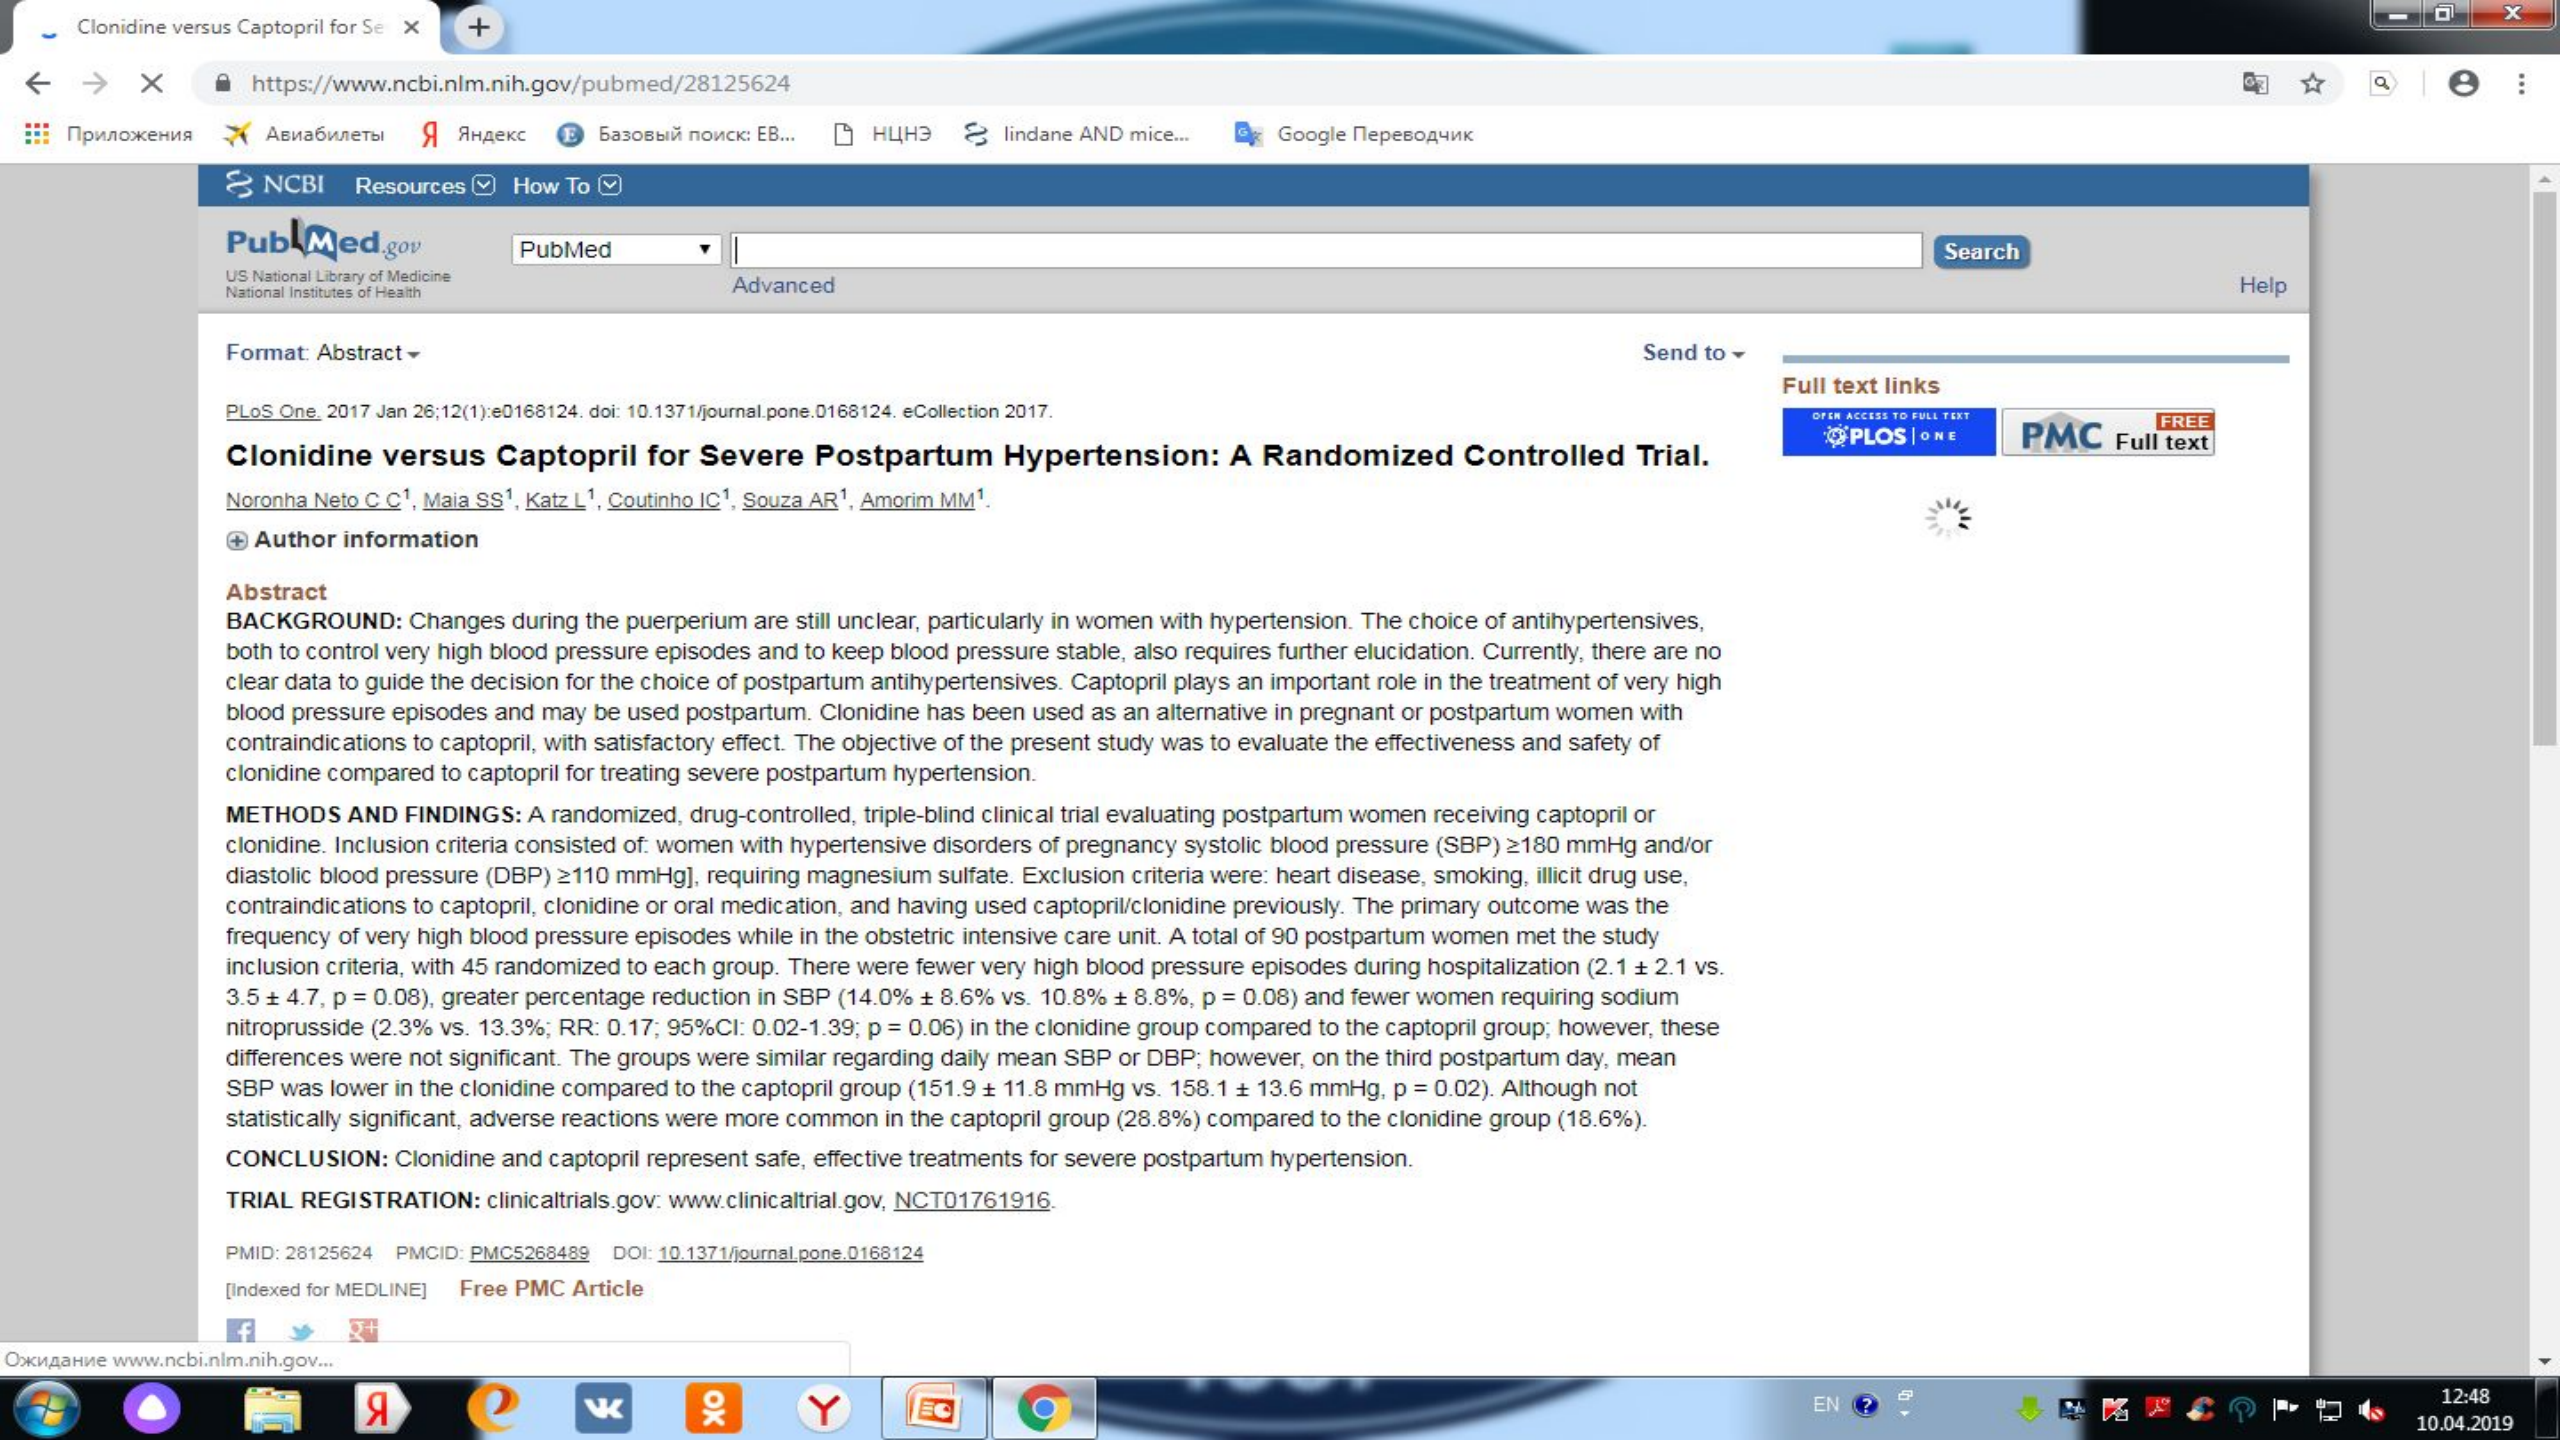 Clonidine versus Captopril for Se
https://www.ncbi.nlm.nih.gov/pubmed/28125624
Приложения Авиабилеты Яндекс Базовый поиск: EB... НЦНЭ lindane AND mice... Google Переводчик
NCBI Resources How To
PubMed.gov
US National Library of Medicine
National Institutes of Health
PubMed
Search
Advanced
Help
Format: Abstract
Send to
Full text links
OPEN ACCESS TO FULL TEXT
PLOS | ONE
PMC FREE Full text
PLoS One. 2017 Jan 26;12(1):e0168124. doi: 10.1371/journal.pone.0168124. eCollection 2017.
Clonidine versus Captopril for Severe Postpartum Hypertension: A Randomized Controlled Trial.
Noronha Neto C C1, Maia SS1, Katz L1, Coutinho IC1, Souza AR1, Amorim MM1.
Author information
Abstract
BACKGROUND: Changes during the puerperium are still unclear, particularly in women with hypertension. The choice of antihypertensives,
both to control very high blood pressure episodes and to keep blood pressure stable, also requires further elucidation. Currently, there are no
clear data to guide the decision for the choice of postpartum antihypertensives. Captopril plays an important role in the treatment of very high
blood pressure episodes and may be used postpartum. Clonidine has been used as an alternative in pregnant or postpartum women with
contraindications to captopril, with satisfactory effect. The objective of the present study was to evaluate the effectiveness and safety of
clonidine compared to captopril for treating severe postpartum hypertension.
METHODS AND FINDINGS: A randomized, drug-controlled, triple-blind clinical trial evaluating postpartum women receiving captopril or
clonidine. Inclusion criteria consisted of: women with hypertensive disorders of pregnancy systolic blood pressure (SBP) ≥180 mmHg and/or
diastolic blood pressure (DBP) ≥110 mmHg], requiring magnesium sulfate. Exclusion criteria were: heart disease, smoking, illicit drug use,
contraindications to captopril, clonidine or oral medication, and having used captopril/clonidine previously. The primary outcome was the
frequency of very high blood pressure episodes while in the obstetric intensive care unit. A total of 90 postpartum women met the study
inclusion criteria, with 45 randomized to each group. There were fewer very high blood pressure episodes during hospitalization (2.1 ± 2.1 vs.
3.5 ± 4.7, p = 0.08), greater percentage reduction in SBP (14.0% ± 8.6% vs. 10.8% ± 8.8%, p = 0.08) and fewer women requiring sodium
nitroprusside (2.3% vs. 13.3%; RR: 0.17; 95%CI: 0.02-1.39; p = 0.06) in the clonidine group compared to the captopril group; however, these
differences were not significant. The groups were similar regarding daily mean SBP or DBP; however, on the third postpartum day, mean
SBP was lower in the clonidine compared to the captopril group (151.9 ± 11.8 mmHg vs. 158.1 ± 13.6 mmHg, p = 0.02). Although not
statistically significant, adverse reactions were more common in the captopril group (28.8%) compared to the clonidine group (18.6%).
CONCLUSION: Clonidine and captopril represent safe, effective treatments for severe postpartum hypertension.
TRIAL REGISTRATION: clinicaltrials.gov: www.clinicaltrial.gov, NCT01761916.
PMID: 28125624 PMCID: PMC5268489 DOI: 10.1371/journal.pone.0168124
[Indexed for MEDLINE] Free PMC Article
Ожидание www.ncbi.nlm.nih.gov...
EN
12:48
10.04.2019